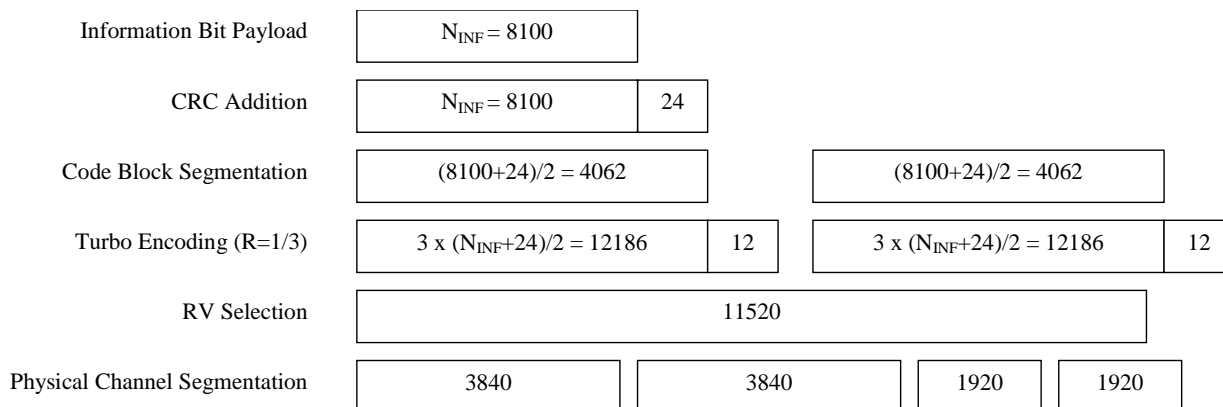 Information Bit Payload N_INF = 8100
CRC Addition N_INF = 8100 24
Code Block Segmentation (8100+24)/2 = 4062 (8100+24)/2 = 4062
Turbo Encoding (R=1/3) 3 x (N_INF+24)/2 = 12186 12 3 x (N_INF+24)/2 = 12186 12
RV Selection 11520
Physical Channel Segmentation 3840 3840 1920 1920